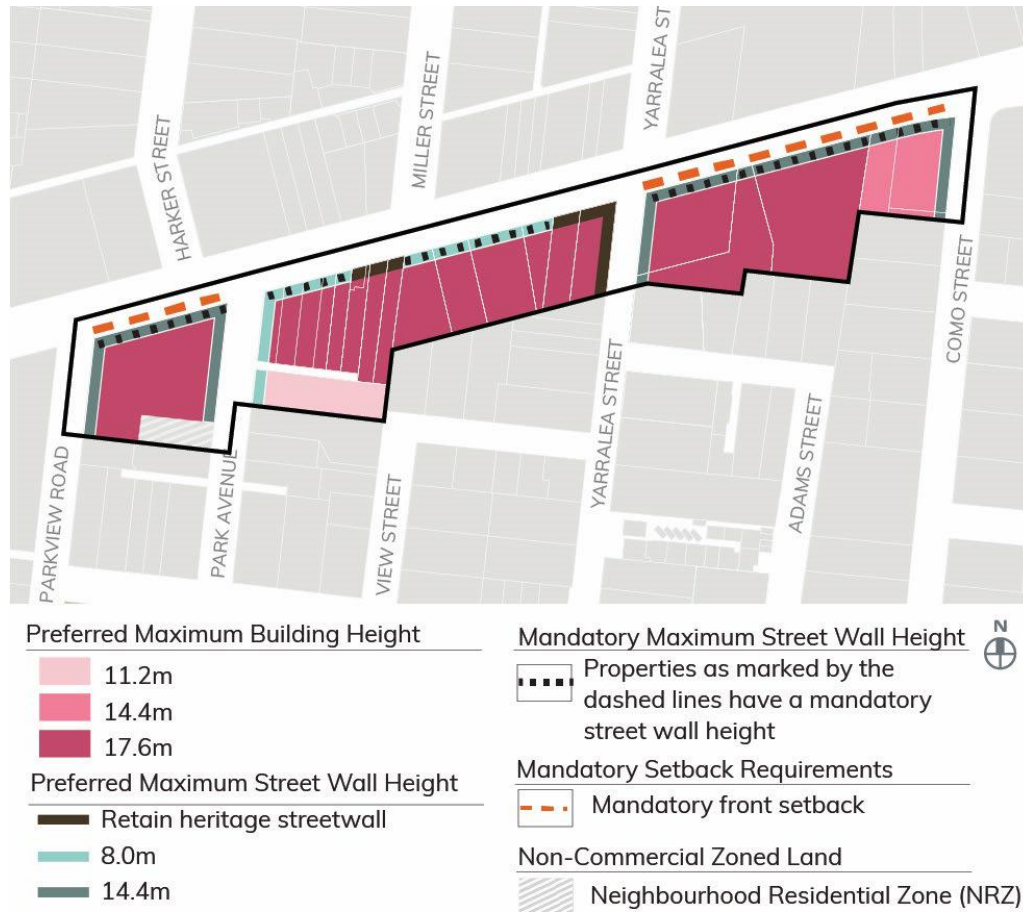 HARKER STREET
MILLER STREET
YARRALEA ST
PARKVIEW ROAD
PARK AVENUE
VIEW STREET
YARRALEA STREET
ADAMS STREET
COMO STREET
Preferred Maximum Building Height
11.2m
14.4m
17.6m
Preferred Maximum Street Wall Height
Retain heritage streetwall
8.0m
14.4m
Mandatory Maximum Street Wall Height
Properties as marked by the
dashed lines have a mandatory
street wall height
Mandatory Setback Requirements
Mandatory front setback
Non-Commercial Zoned Land
Neighbourhood Residential Zone (NRZ)
N